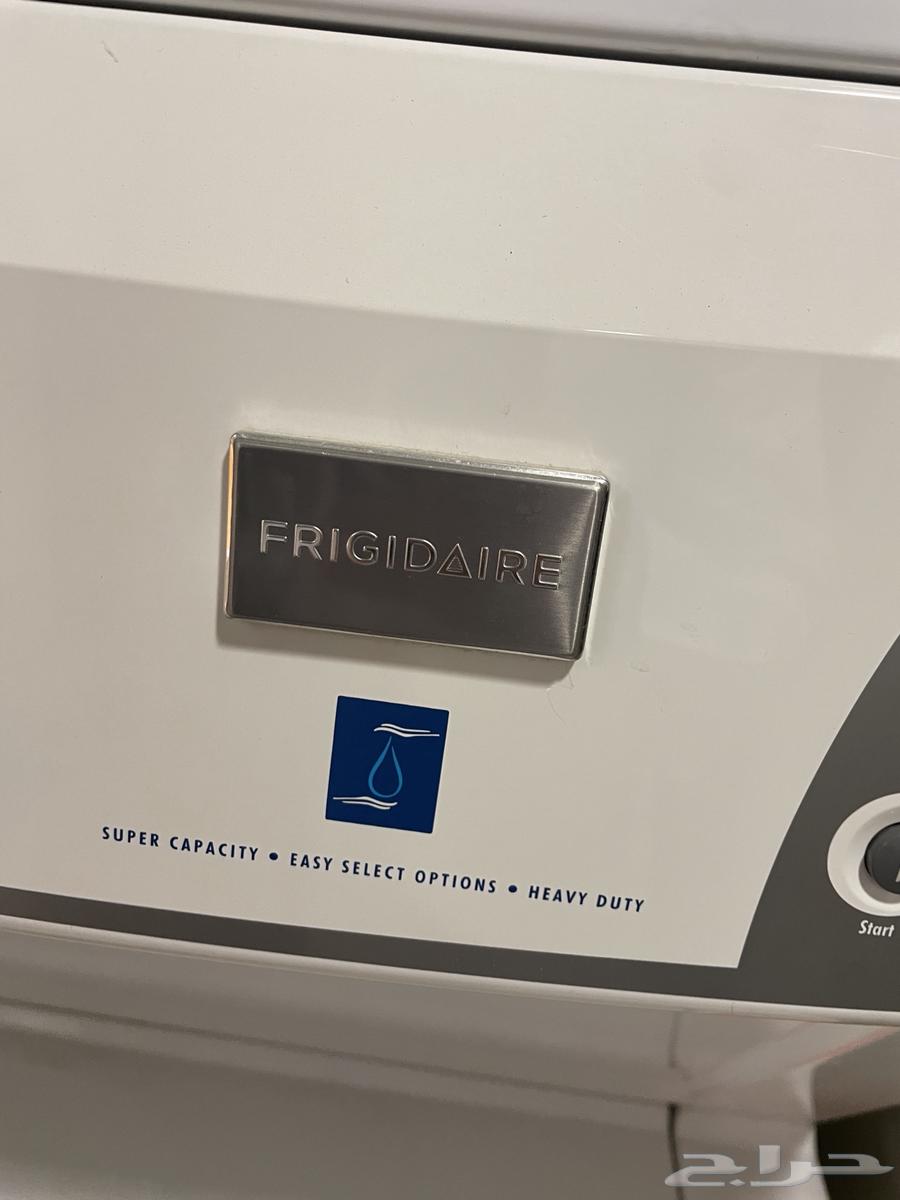 FRIGIDAIRE
SUPER CAPACITY • EASY SELECT OPTIONS • HEAVY DUTY
Start
حراج